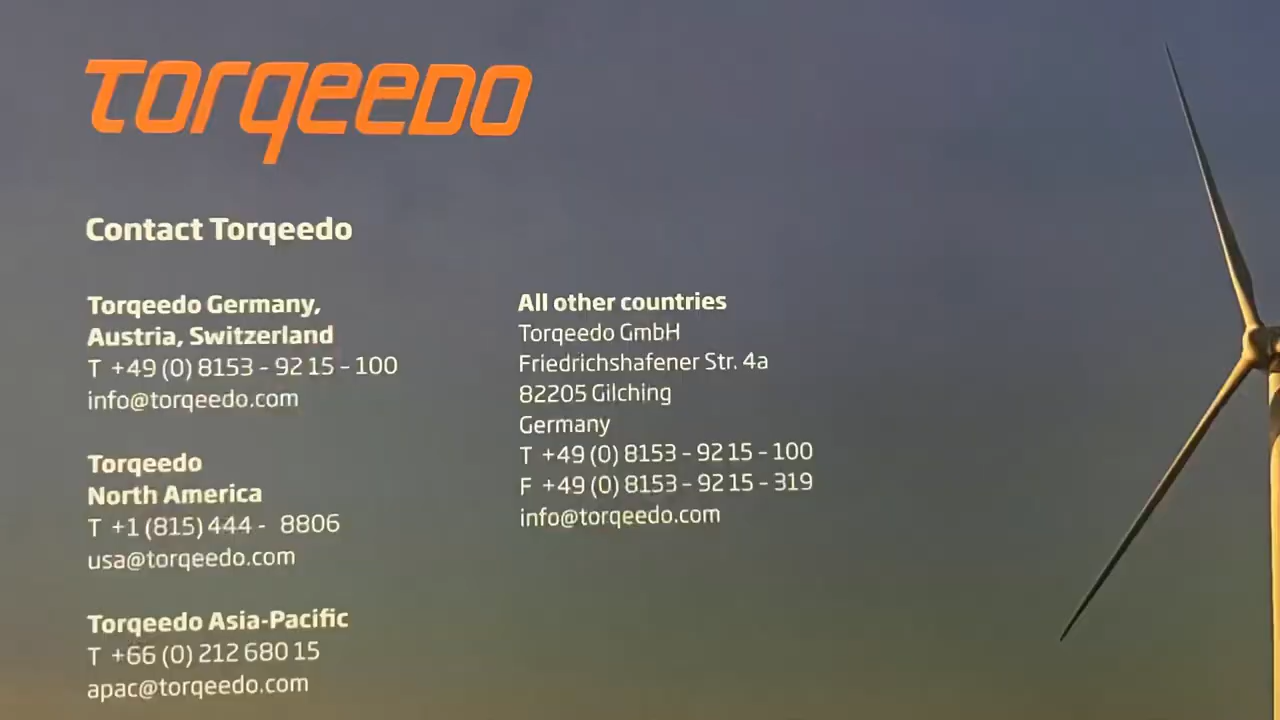 TORQEEDO
Contact Torqeedo
Torqeedo Germany,
Austria, Switzerland
T +49 (0) 8153 – 92 15 – 100
info@torqeedo.com
Torqeedo
North America
T +1 (815) 444 - 8806
usa@torqeedo.com
Torqeedo Asia-Pacific
T +66 (0) 212 680 15
apac@torqeedo.com
All other countries
Torqeedo GmbH
Friedrichshafener Str. 4a
82205 Gilching
Germany
T +49 (0) 8153 – 92 15 – 100
F +49 (0) 8153 – 92 15 – 319
info@torqeedo.com